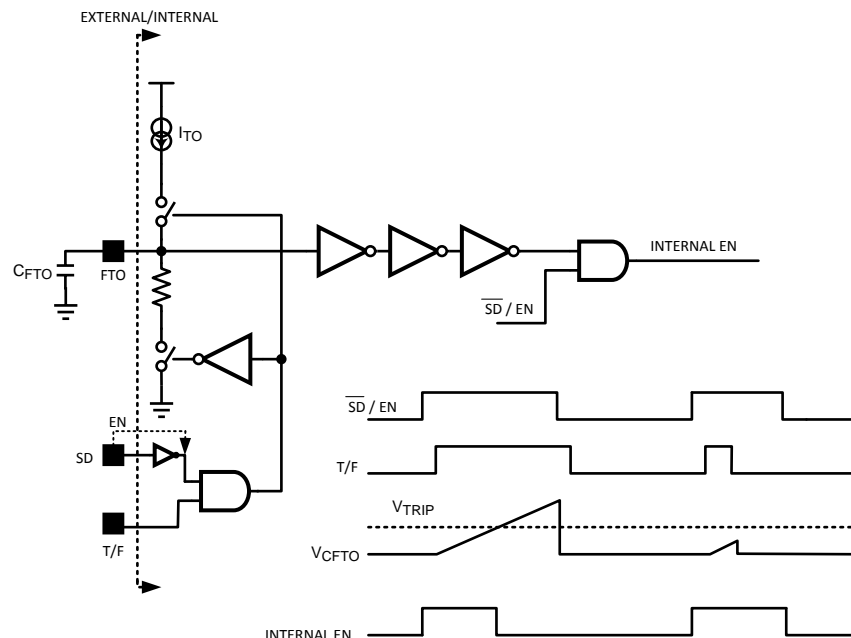 EXTERNAL/INTERNAL
ITO
CFTO
FTO
INTERNAL EN
SD / EN
EN
SD
T/F
SD / EN
T/F
VTRIP
VCFTO
INTERNAL EN